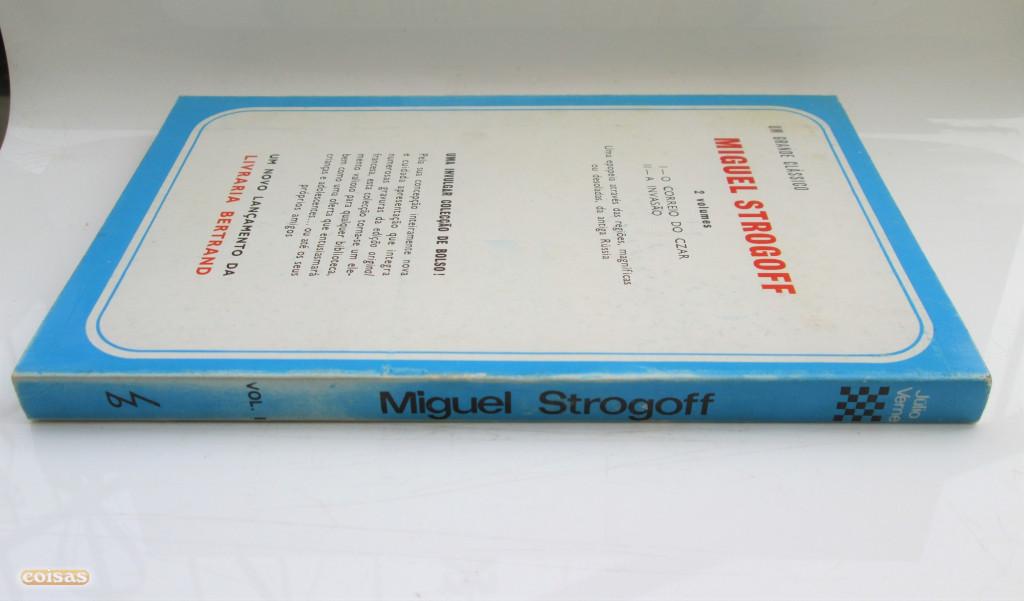 UM GRANDE CLÁSSICO
MIGUEL STROGOFF
2 volumes
I — O CORREIO DO CZAR
II — A INVASÃO
Uma epopeia através das regiões, magníficas
ou desoladas, da antiga Rússia
UMA INVULGAR COLECÇÃO DE BOLSO!
Pela sua concepção inteiramente nova
e cuidada apresentação que integra
numerosas gravuras da edição original
francesa, esta colecção torna-se um ele-
mento valioso para qualquer biblioteca,
bem como uma oferta que entusiasmará
crianças e adolescentes... ou até os seus
próprios amigos
UM NOVO LANÇAMENTO DA
LIVRARIA BERTRAND
VOL. I
Miguel Strogoff
Júlio
Verne
coisas